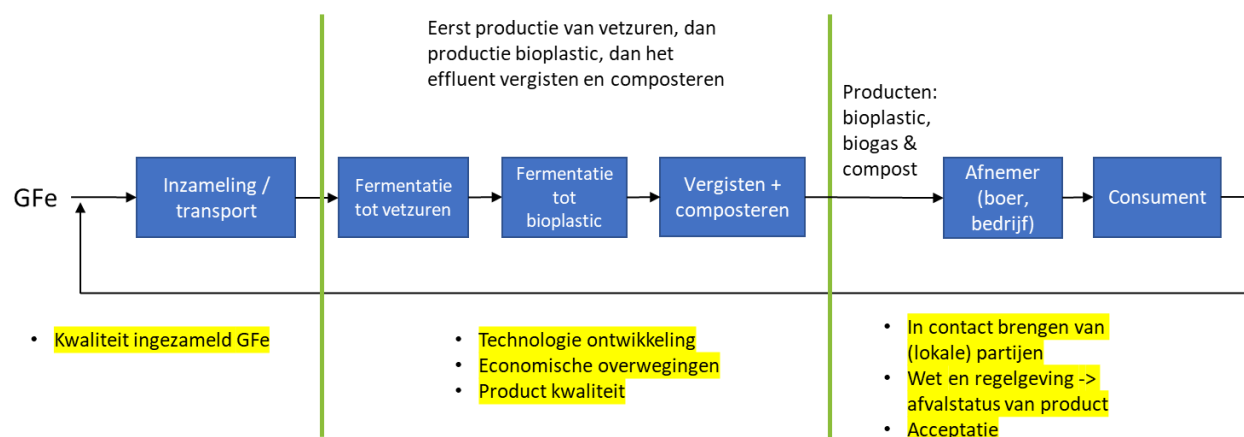 Eerst productie van vetzuren, dan
productie bioplastic, dan het
effluent vergisten en composteren
Producten:
bioplastic,
biogas &
compost
GFe
Inzameling /
transport
Fermentatie
tot vetzuren
Fermentatie
tot
bioplastic
Vergisten +
composteren
Afnemer
(boer,
bedrijf)
Consument
• Kwaliteit ingezameld GFe
• Technologie ontwikkeling
• Economische overwegingen
• Product kwaliteit
• In contact brengen van
(lokale) partijen
• Wet en regelgeving ->
afvalstatus van product
• Acceptatie